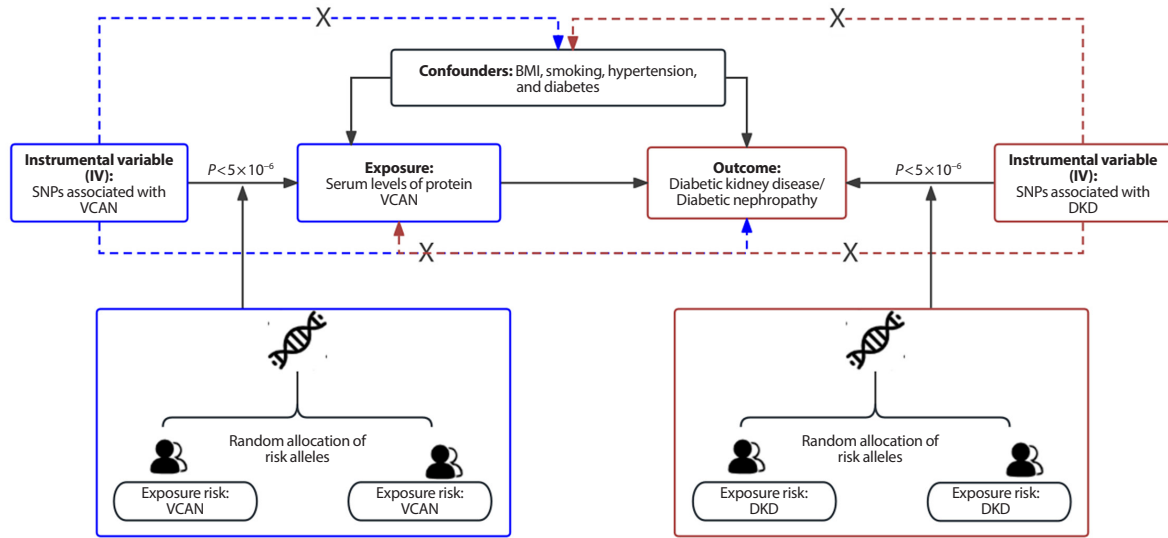 X
X
Confounders: BMI, smoking, hypertension,
and diabetes
Instrumental variable
(IV):
SNPs associated with
VCAN
P<5×10⁻⁶
Exposure:
Serum levels of protein
VCAN
Outcome:
Diabetic kidney disease/
Diabetic nephropathy
P<5×10⁻⁶
Instrumental variable
(IV):
SNPs associated with
DKD
X
X
Random allocation of
risk alleles
Exposure risk:
VCAN
Exposure risk:
VCAN
Random allocation of
risk alleles
Exposure risk:
DKD
Exposure risk:
DKD